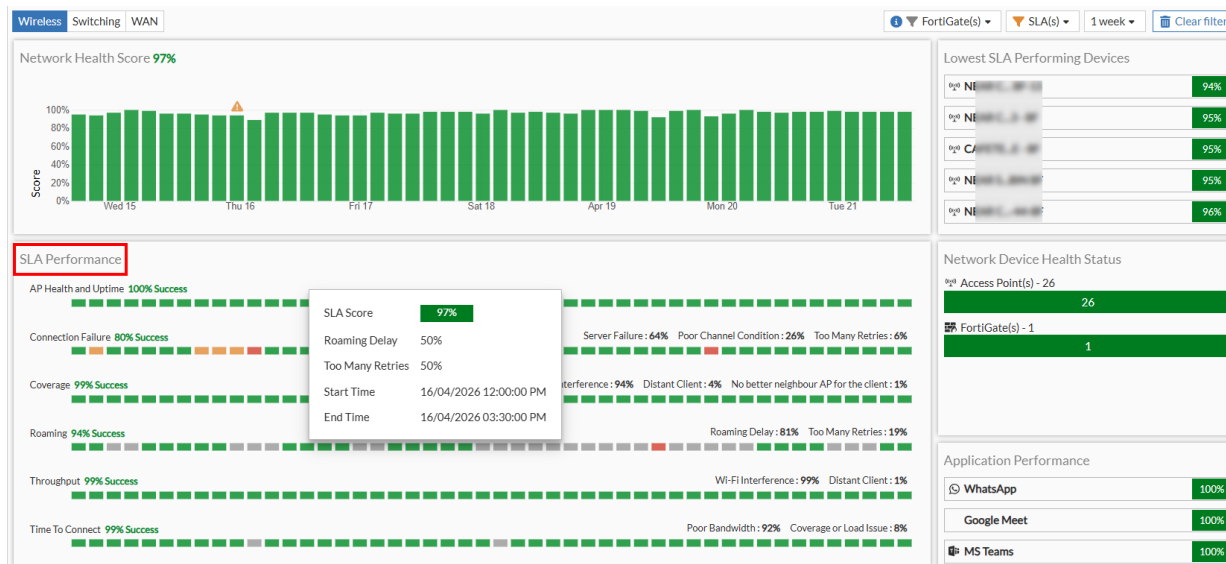 Wireless Switching WAN
FortiGate(s) SLA(s) 1 week Clear filter
Network Health Score 97%
100%
80%
60%
40%
20%
0%
Score
Wed 15 Thu 16 Fri 17 Sat 18 Apr 19 Mon 20 Tue 21
Lowest SLA Performing Devices
94%
95%
95%
95%
96%
SLA Performance
AP Health and Uptime 100% Success
Connection Failure 80% Success
Server Failure : 64% Poor Channel Condition : 26% Too Many Retries : 6%
Coverage 99% Success
Distant Client : 4% No better neighbour AP for the client : 1%
Roaming 94% Success
Roaming Delay : 81% Too Many Retries : 19%
Throughput 99% Success
Wi-Fi Interference : 99% Distant Client : 1%
Time To Connect 99% Success
Poor Bandwidth : 92% Coverage or Load Issue : 8%
SLA Score 97%
Roaming Delay 50%
Too Many Retries 50%
Start Time 16/04/2026 12:00:00 PM
End Time 16/04/2026 03:30:00 PM
Network Device Health Status
Access Point(s) - 26
26
FortiGate(s) - 1
1
Application Performance
WhatsApp 100%
Google Meet 100%
MS Teams 100%